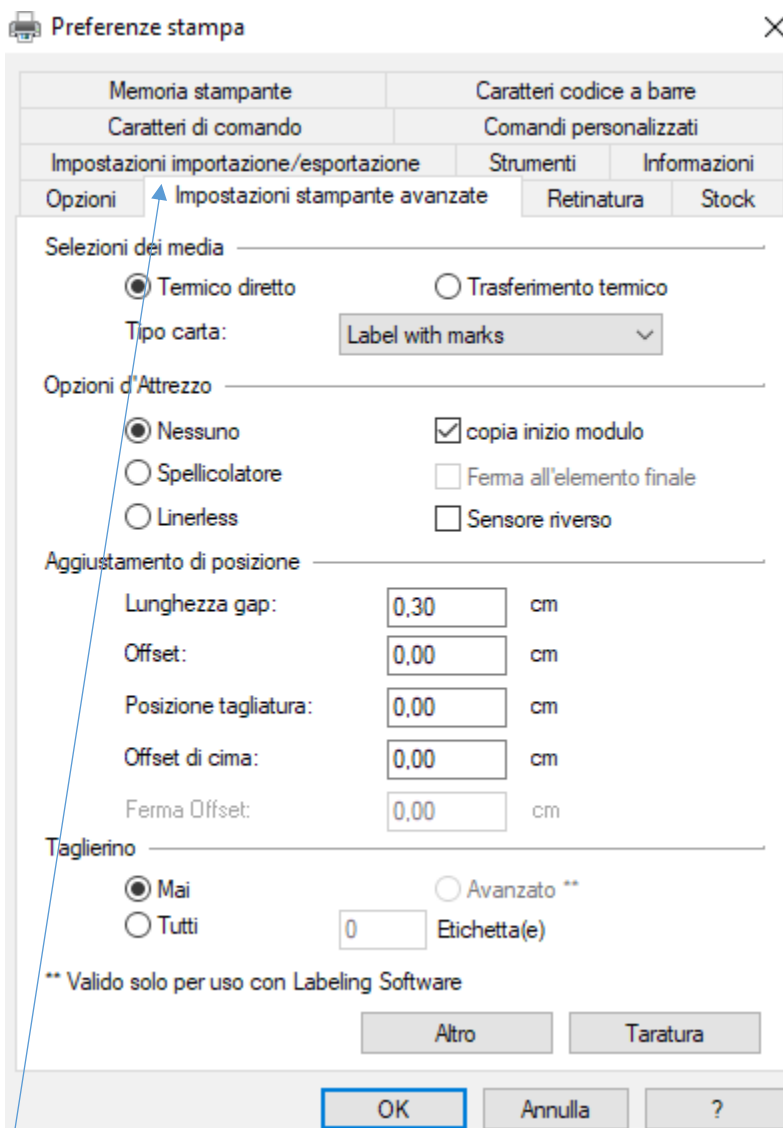 Preferenze stampa
Memoria stampante Caratteri codice a barre
Caratteri di comando Comandi personalizzati
Impostazioni importazione/esportazione Strumenti Informazioni
Opzioni Impostazioni stampante avanzate Retinatura Stock
Selezioni dei media
Termico diretto Trasferimento termico
Tipo carta: Label with marks
Opzioni d'Attrezzo
Nessuno copia inizio modulo
Spellicolatore Ferma all'elemento finale
Linerless Sensore riverso
Aggiustamento di posizione
Lunghezza gap: 0,30 cm
Offset: 0,00 cm
Posizione tagliatura: 0,00 cm
Offset di cima: 0,00 cm
Ferma Offset: 0,00 cm
Taglierino
Mai Avanzato **
Tutti 0 Etichetta(e)
** Valido solo per uso con Labeling Software
Altro Taratura
OK Annulla ?